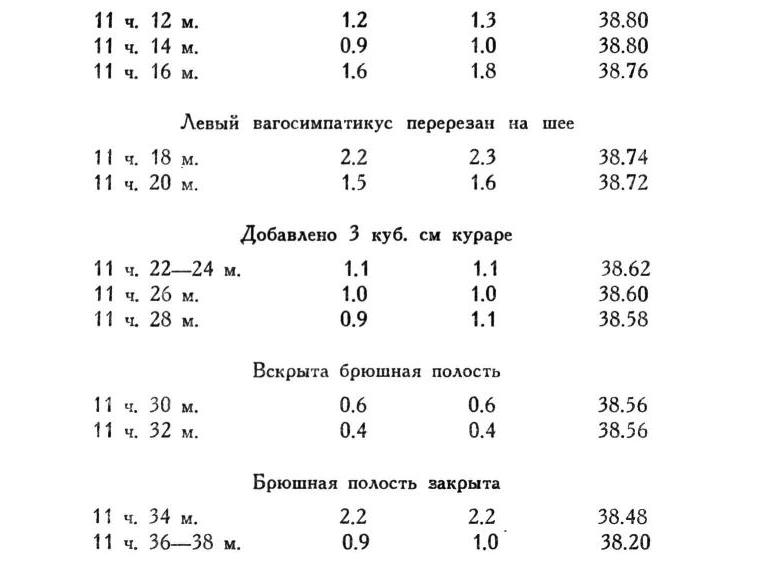 11 ч. 12 м. 1.2 1.3 38.80
11 ч. 14 м. 0.9 1.0 38.80
11 ч. 16 м. 1.6 1.8 38.76
Левый вагосимпатикус перерезан на шее
11 ч. 18 м. 2.2 2.3 38.74
11 ч. 20 м. 1.5 1.6 38.72
Добавлено 3 куб. см кураре
11 ч. 22—24 м. 1.1 1.1 38.62
11 ч. 26 м. 1.0 1.0 38.60
11 ч. 28 м. 0.9 1.1 38.58
Вскрыта брюшная полость
11 ч. 30 м. 0.6 0.6 38.56
11 ч. 32 м. 0.4 0.4 38.56
Брюшная полость закрыта
11 ч. 34 м. 2.2 2.2 38.48
11 ч. 36—38 м. 0.9 1.0 38.20